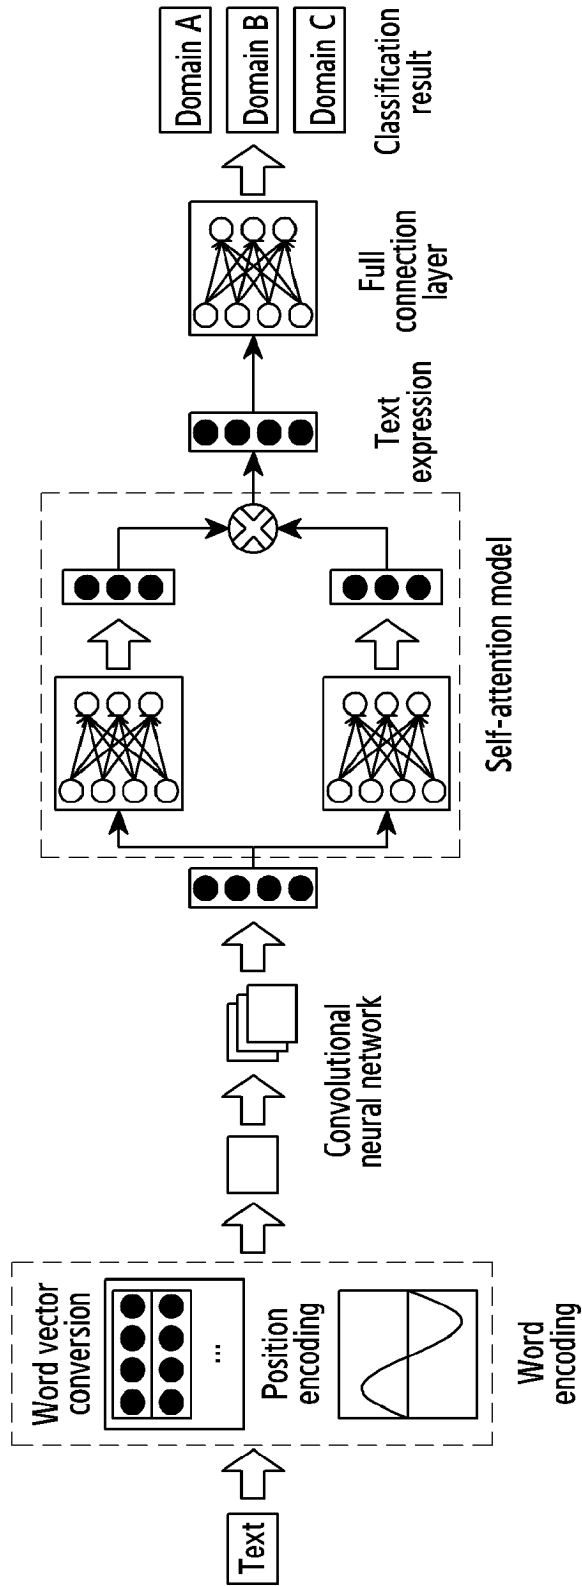 Text
Word vector
conversion
...
Position
encoding
Word
encoding
Convolutional
neural network
Self-attention model
Text
expression
Full
connection
layer
Domain A
Domain B
Domain C
Classification
result